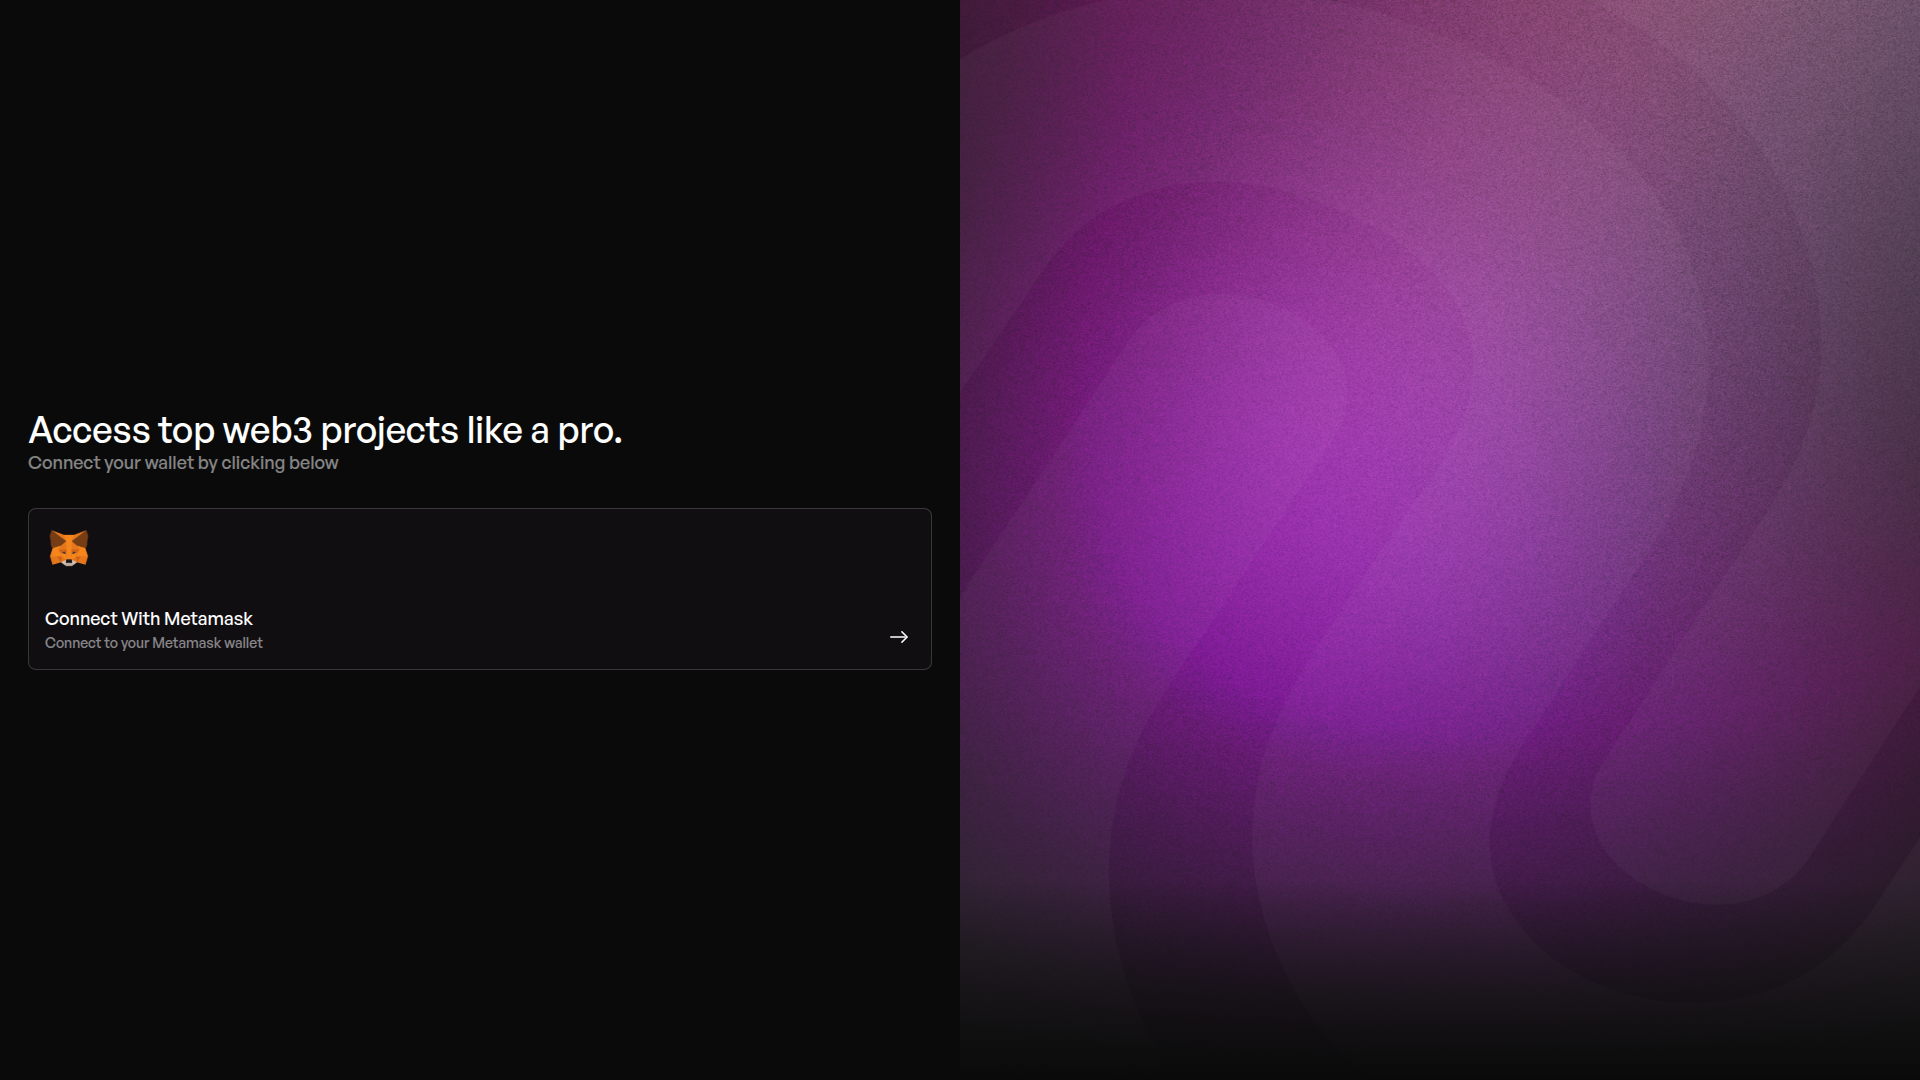 Access top web3 projects like a pro.
Connect your wallet by clicking below
Connect With Metamask
Connect to your Metamask wallet